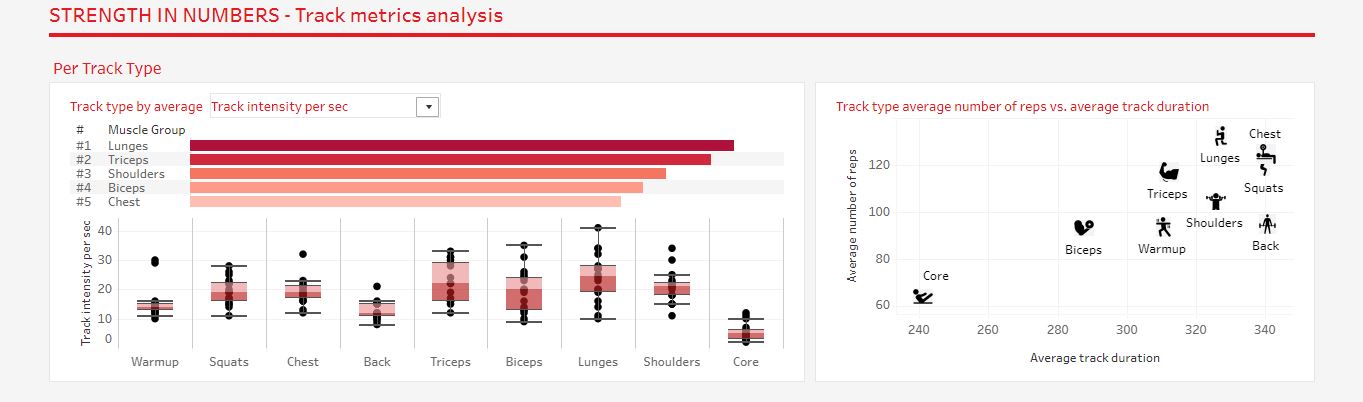 STRENGTH IN NUMBERS - Track metrics analysis
Per Track Type
Track type by average Track intensity per sec
# Muscle Group
#1 Lunges
#2 Triceps
#3 Shoulders
#4 Biceps
#5 Chest
Track intensity per sec
40
30
20
10
0
Warmup Squats Chest Back Triceps Biceps Lunges Shoulders Core
Track type average number of reps vs. average track duration
Average number of reps
120
100
80
60
Chest
Lunges
Squats
Triceps
Shoulders
Back
Warmup
Biceps
Core
240 260 280 300 320 340
Average track duration